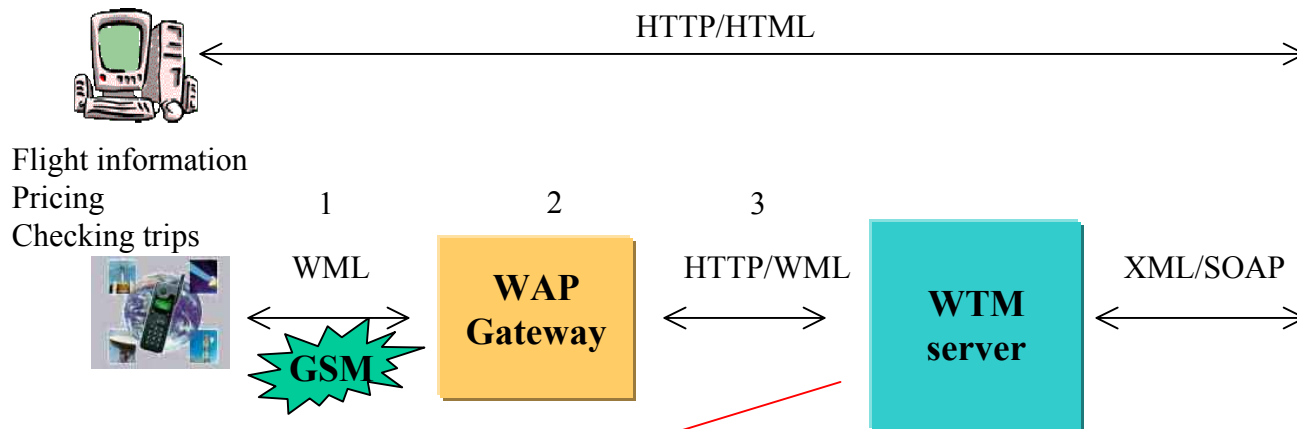 HTTP/HTML
Flight information
Pricing
Checking trips
1
2
3
WML
WAP
Gateway
HTTP/WML
WTM
server
XML/SOAP
GSM